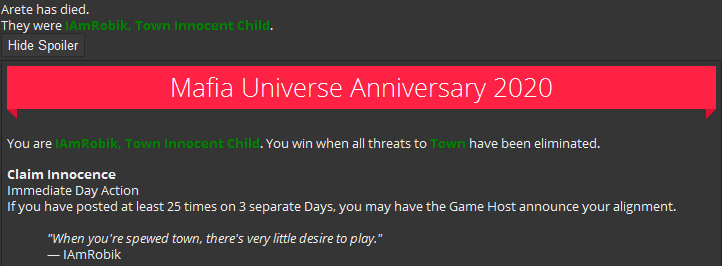 Arete has died.
They were IAmRobik, Town Innocent Child.
Hide Spoiler
Mafia Universe Anniversary 2020
You are IAmRobik, Town Innocent Child. You win when all threats to Town have been eliminated.
Claim Innocence
Immediate Day Action
If you have posted at least 25 times on 3 separate Days, you may have the Game Host announce your alignment.
"When you're spewed town, there's very little desire to play."
— IAmRobik